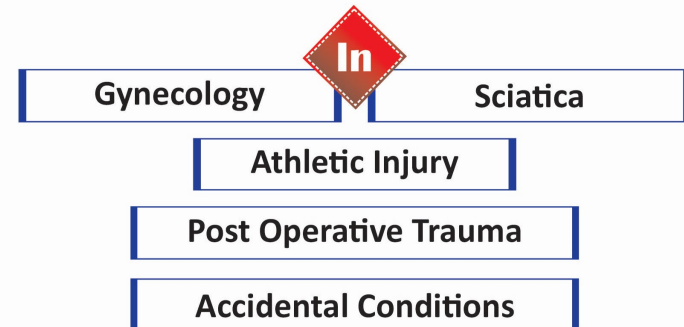 In
Gynecology
Sciatica
Athletic Injury
Post Operative Trauma
Accidental Conditions